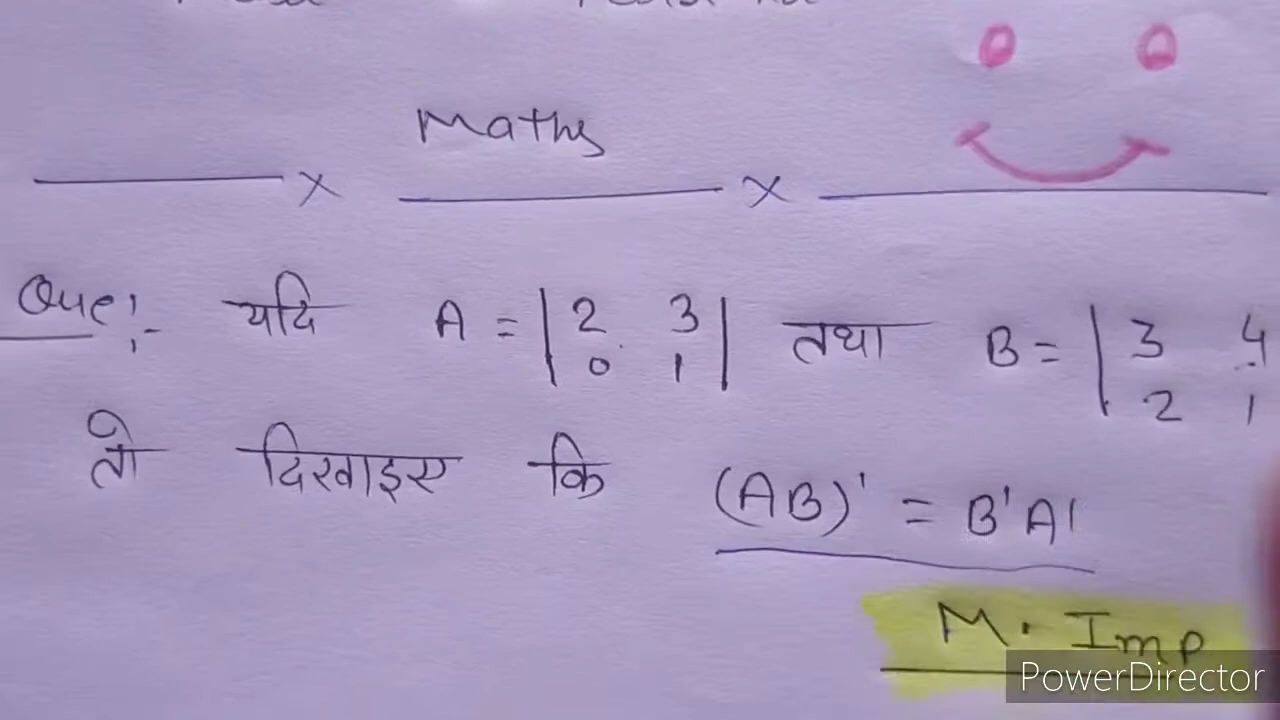 Maths
Que:- यदि A = | 2 3 | तथा B = | 3 4
0 1 2 1
तो दिखाइए कि (AB)' = B'A'
M. Imp
PowerDirector